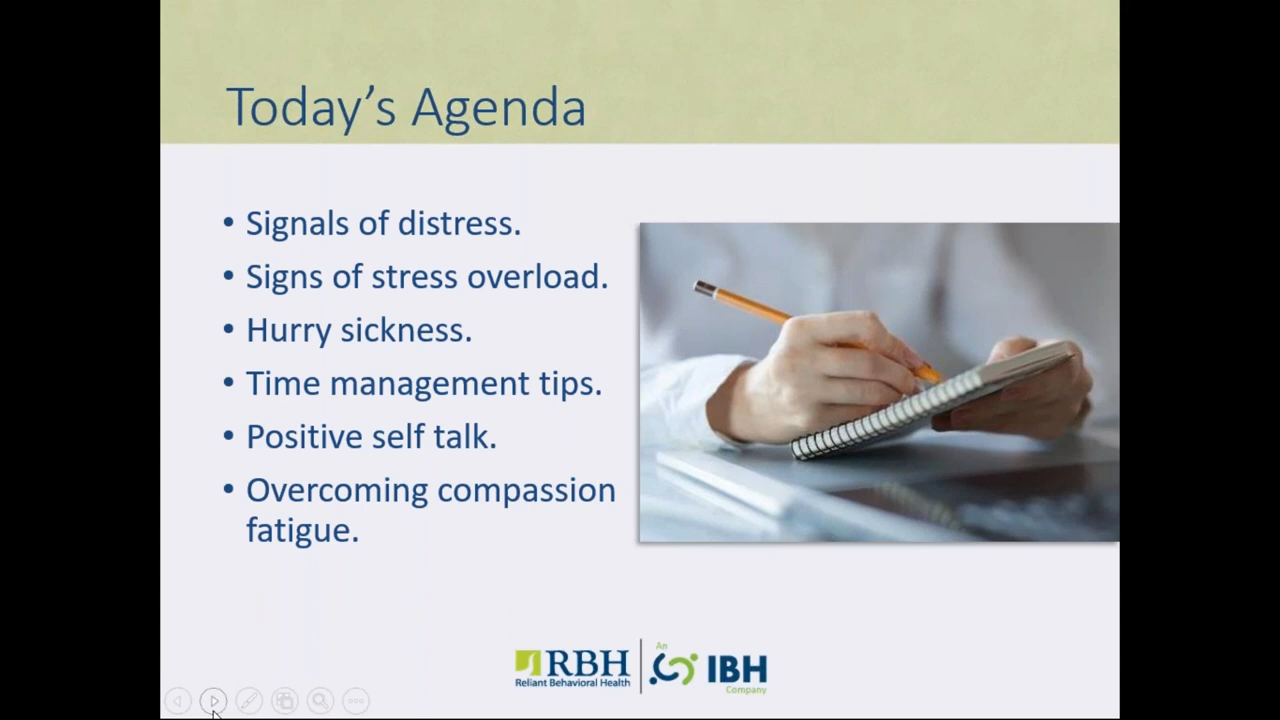 Today’s Agenda
• Signals of distress.
• Signs of stress overload.
• Hurry sickness.
• Time management tips.
• Positive self talk.
• Overcoming compassion
fatigue.
RBH
Reliant Behavioral Health
An
IBH
Company